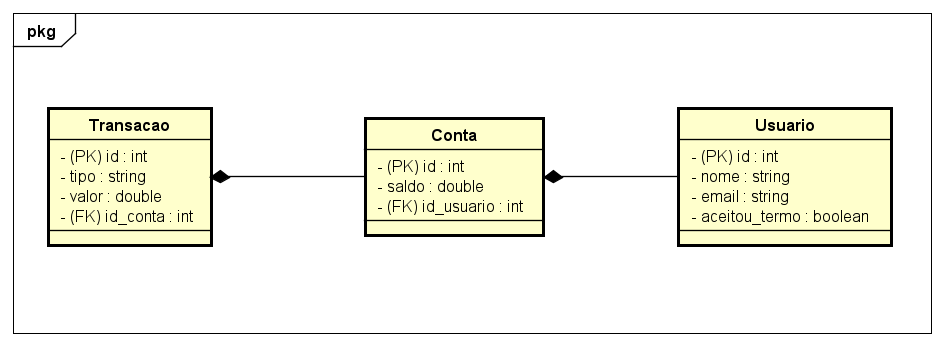 pkg
Transacao
- (PK) id : int
- tipo : string
- valor : double
- (FK) id_conta : int
Conta
- (PK) id : int
- saldo : double
- (FK) id_usuario : int
Usuario
- (PK) id : int
- nome : string
- email : string
- aceitou_termo : boolean